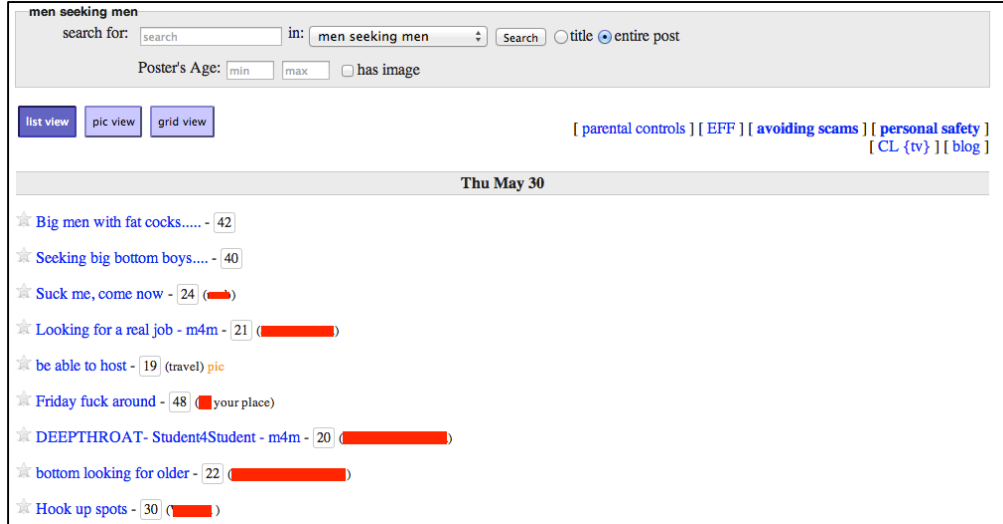 men seeking men
search for: search in: men seeking men Search title entire post
Poster's Age: min max has image
list view pic view grid view
[ parental controls ] [ EFF ] [ avoiding scams ] [ personal safety ]
[ CL {tv} ] [ blog ]
Thu May 30
Big men with fat cocks..... - 42
Seeking big bottom boys.... - 40
Suck me, come now - 24 ( )
Looking for a real job - m4m - 21 ( )
be able to host - 19 (travel) pic
Friday fuck around - 48 ( your place)
DEEPTHROAT- Student4Student - m4m - 20 ( )
bottom looking for older - 22 ( )
Hook up spots - 30 ( )